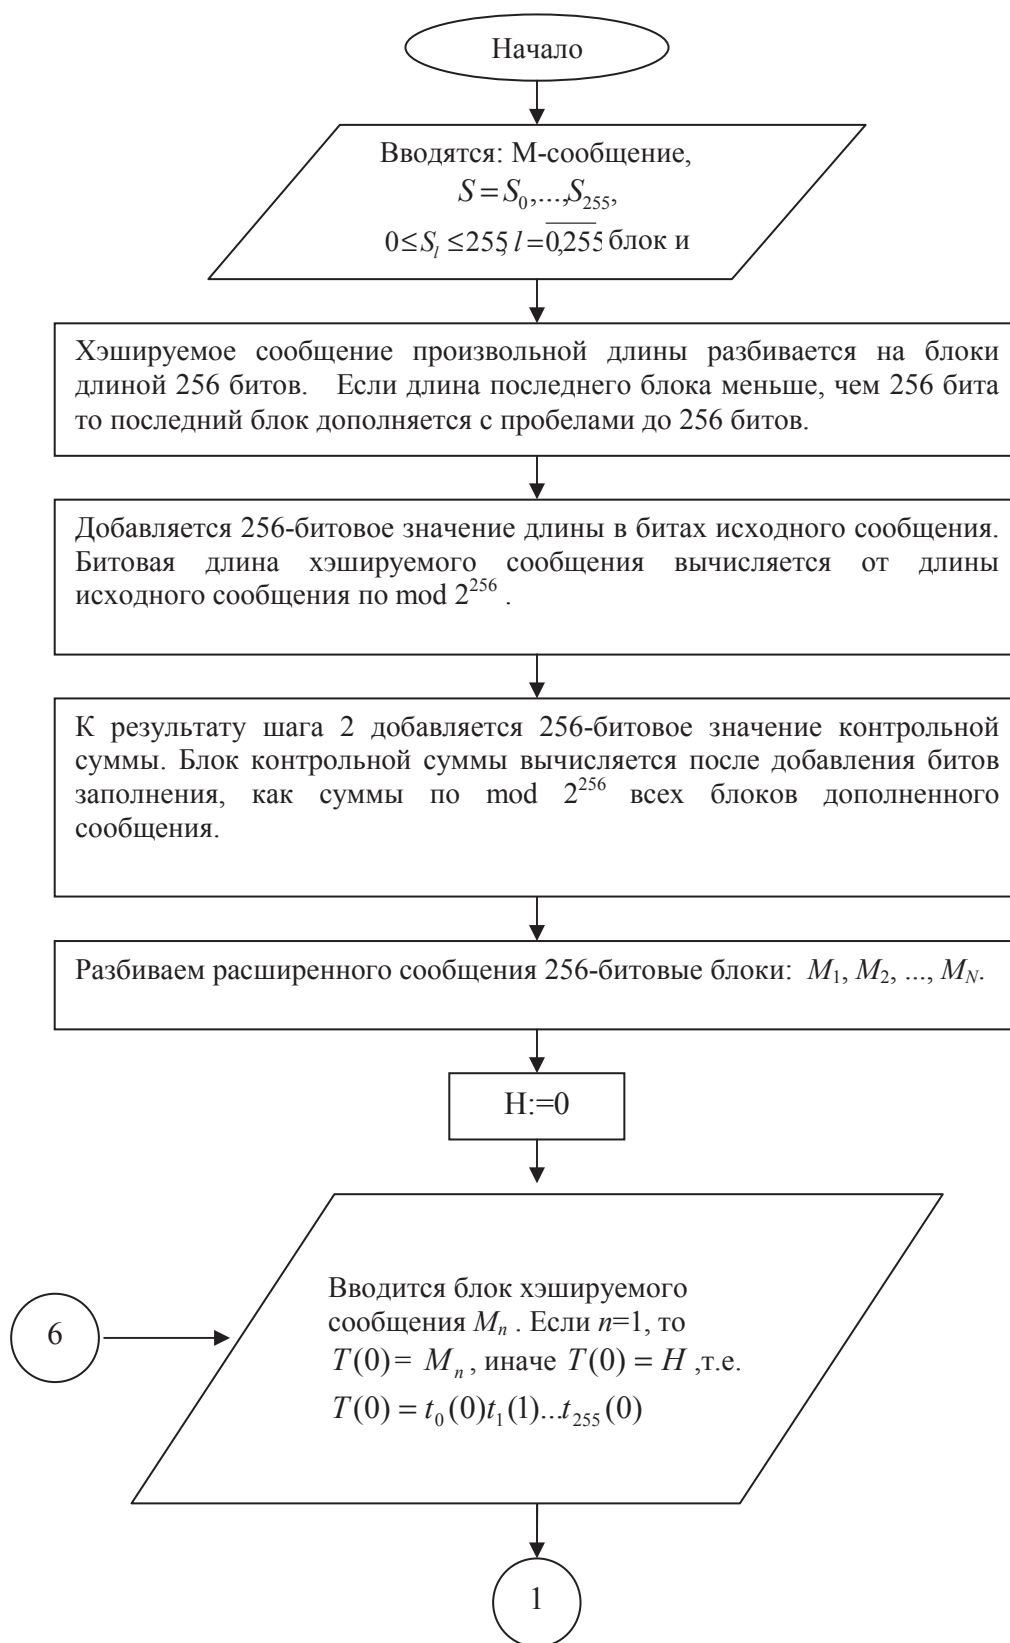 Начало
Вводятся: М-сообщение,
S = S₀,...,S₂₅₅,
0 ≤ Sₗ ≤ 255, l = 0,255 блок и
Хэшируемое сообщение произвольной длины разбивается на блоки
длиной 256 битов. Если длина последнего блока меньше, чем 256 бита
то последний блок дополняется с пробелами до 256 битов.
Добавляется 256-битовое значение длины в битах исходного сообщения.
Битовая длина хэшируемого сообщения вычисляется от длины
исходного сообщения по mod 2²⁵⁶ .
К результату шага 2 добавляется 256-битовое значение контрольной
суммы. Блок контрольной суммы вычисляется после добавления битов
заполнения, как суммы по mod 2²⁵⁶ всех блоков дополненного
сообщения.
Разбиваем расширенного сообщения 256-битовые блоки: M₁, M₂, ..., M_N.
H:=0
Вводится блок хэшируемого
сообщения Mₙ . Если n=1, то
T(0) = Mₙ , иначе T(0) = H ,т.е.
T(0) = t₀(0)t₁(1)...t₂₅₅(0)
6
1